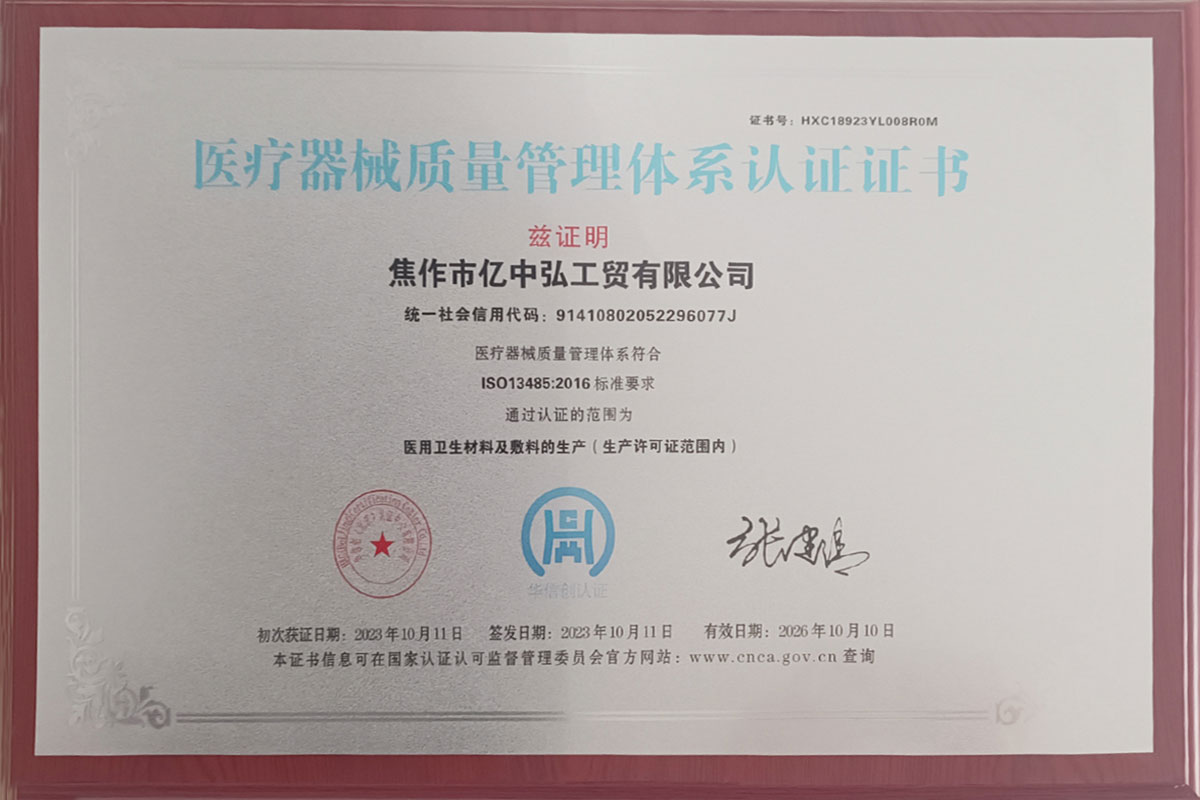 证书号：HXC18923YL008R0M
医疗器械质量管理体系认证证书
兹证明
焦作市亿中弘工贸有限公司
统一社会信用代码：91410802052296077J
医疗器械质量管理体系符合
ISO13485:2016 标准要求
通过认证的范围为
医用卫生材料及敷料的生产（生产许可证范围内）
华信创认证
初次获证日期：2023年10月11日 签发日期：2023年10月11日 有效日期：2026年10月10日
本证书信息可在国家认证认可监督管理委员会官方网站：www.cnca.gov.cn 查询